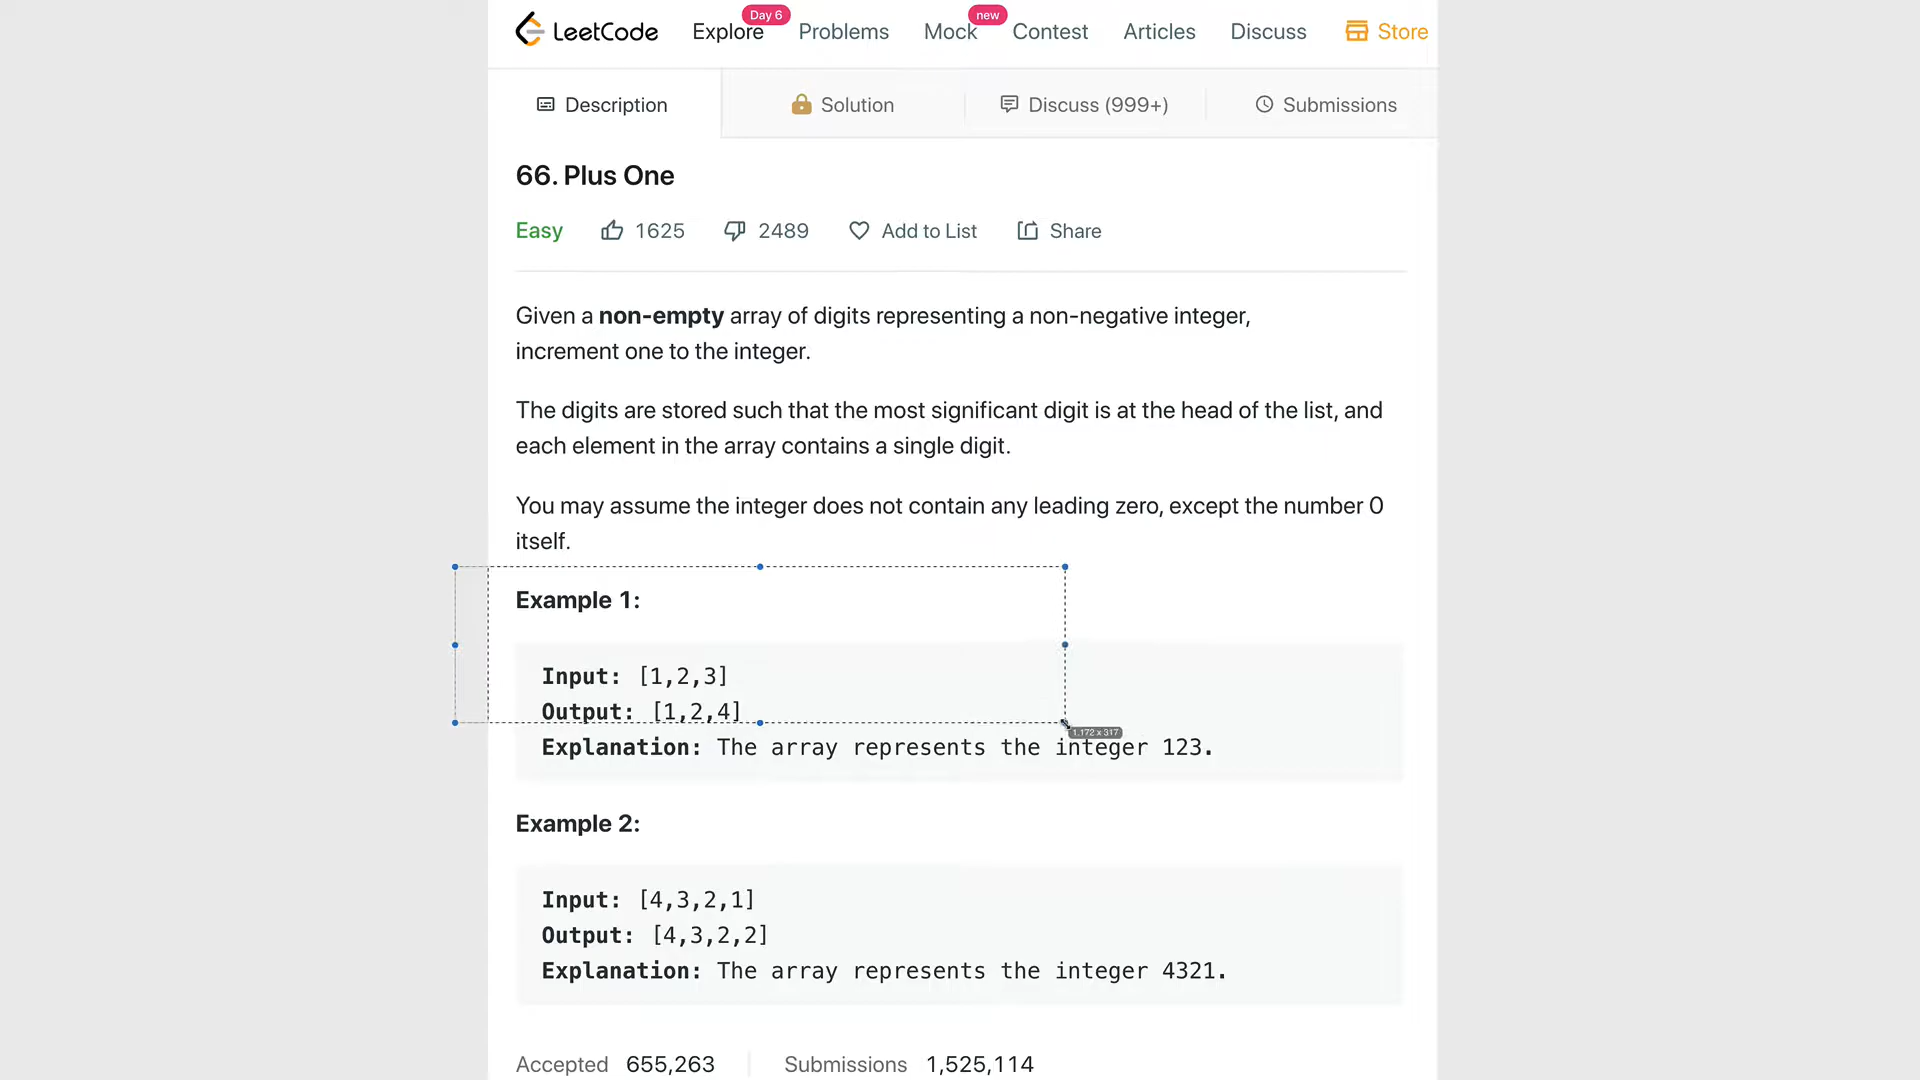 LeetCode Explore Day 6 Problems Mock new Contest Articles Discuss Store
Description Solution Discuss (999+) Submissions
66. Plus One
Easy 1625 2489 Add to List Share
Given a non-empty array of digits representing a non-negative integer,
increment one to the integer.
The digits are stored such that the most significant digit is at the head of the list, and
each element in the array contains a single digit.
You may assume the integer does not contain any leading zero, except the number 0
itself.
Example 1:
Input: [1,2,3]
Output: [1,2,4]
1.172 x 317
Explanation: The array represents the integer 123.
Example 2:
Input: [4,3,2,1]
Output: [4,3,2,2]
Explanation: The array represents the integer 4321.
Accepted 655,263 Submissions 1,525,114